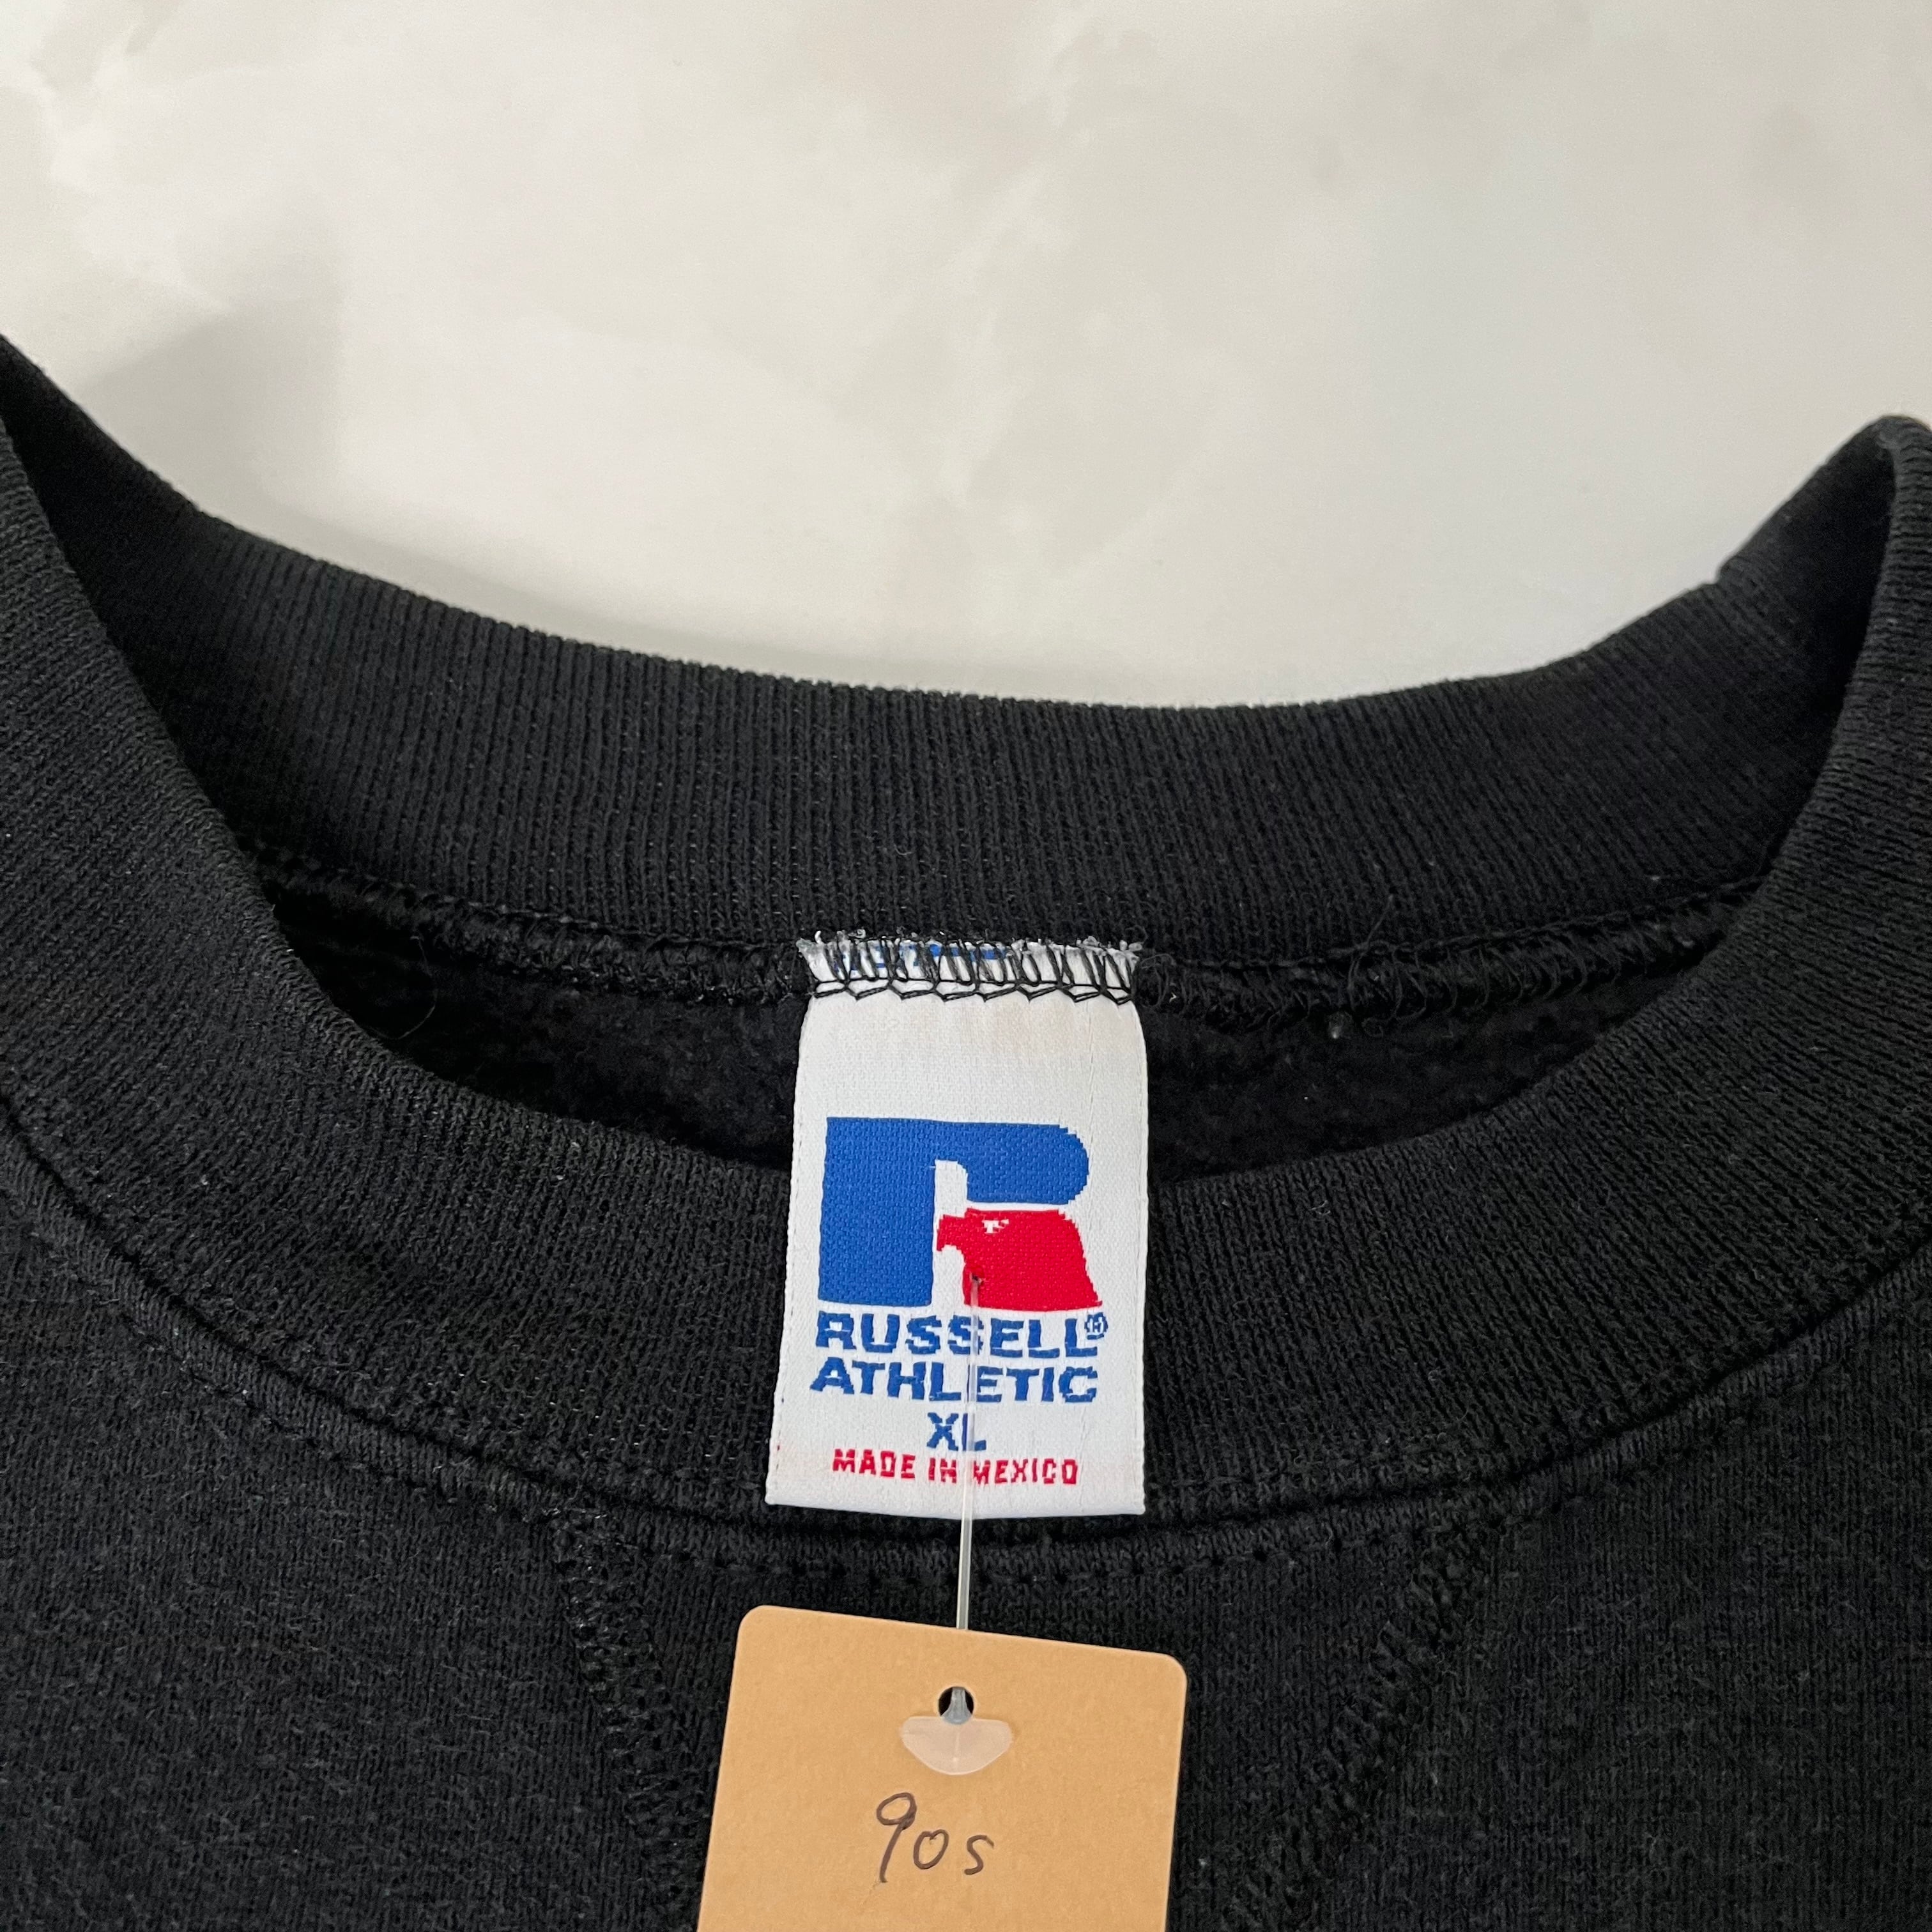 RUSSELL®
ATHLETIC
XL
MADE IN MEXICO
90s